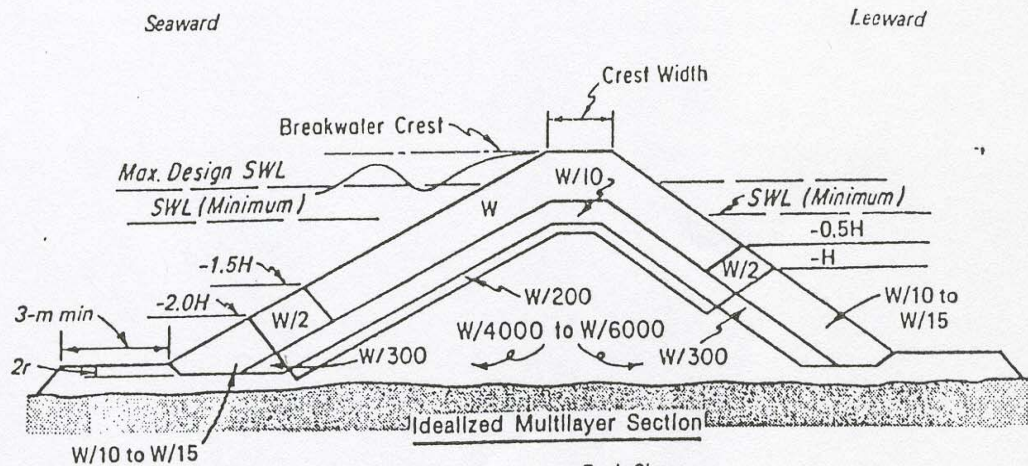 Seaward
Leeward
Crest Width
Breakwater Crest
Max. Design SWL
SWL (Minimum)
W/10
W
SWL (Minimum)
-0.5H
-H
-1.5H
W/2
-2.0H
W/2
W/200
W/10 to
W/15
3-m min
W/4000 to W/6000
2r
W/300
W/300
Idealized Multilayer Section
W/10 to W/15